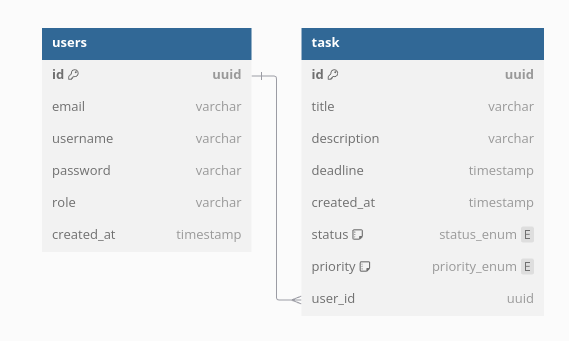 users
id uuid
email varchar
username varchar
password varchar
role varchar
created_at timestamp
task
id uuid
title varchar
description varchar
deadline timestamp
created_at timestamp
status status_enum E
priority priority_enum E
user_id uuid